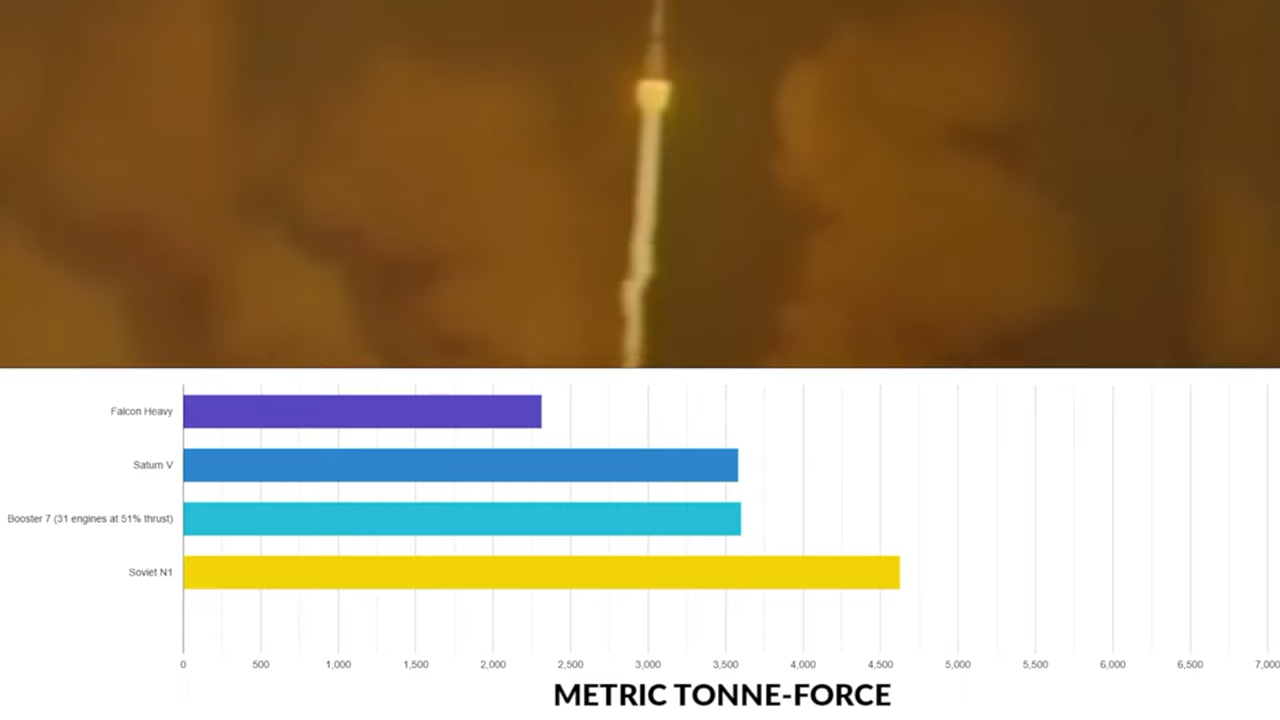 Falcon Heavy
Saturn V
Booster 7 (31 engines at 51% thrust)
Soviet N1
0 500 1,000 1,500 2,000 2,500 3,000 3,500 4,000 4,500 5,000 5,500 6,000 6,500 7,000
METRIC TONNE-FORCE